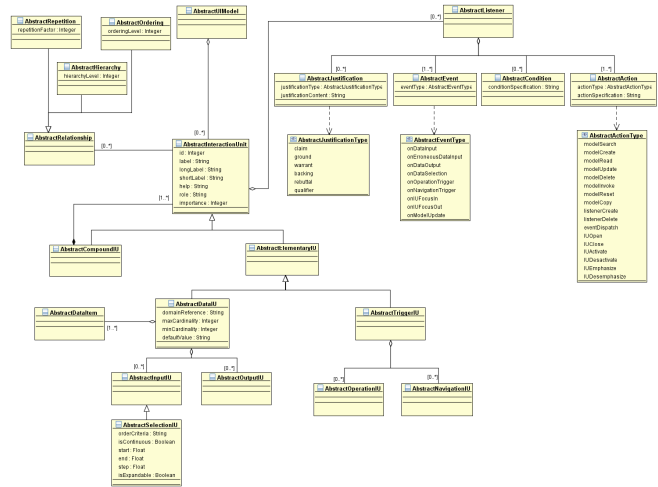 AbstractRepetition
repetitionFactor : Integer
AbstractOrdering
orderingLevel : Integer
AbstractUIModel
[0..*]
AbstractListener
AbstractHierarchy
hierarchyLevel : Integer
[0..*]
[1..*]
[0..*]
[1..*]
AbstractJustification
justificationType : AbstractJustificationType
justificationContent : String
AbstractEvent
eventType : AbstractEventType
AbstractCondition
conditionSpecification : String
AbstractAction
actionType : AbstractActionType
actionSpecification : String
AbstractRelationship
[0..*]
[0..*]
AbstractInteractionUnit
id : Integer
label : String
longLabel : String
shortLabel : String
help : String
role : String
importance : Integer
AbstractJustificationType
claim
ground
warrant
backing
rebuttal
qualifier
AbstractEventType
onDataInput
onErroneousDataInput
onDataOutput
onDataSelection
onOperationTrigger
onNavigationTrigger
onIUFocusIn
onIUFocusOut
onModelUpdate
AbstractActionType
modelSearch
modelCreate
modelRead
modelUpdate
modelDelete
modelInvoke
modelReset
modelCopy
listenerCreate
listenerDelete
eventDispatch
IUOpen
IUClose
IUActivate
IUDesactivate
IUEmphasize
IUDesemphasize
[1..*]
AbstractCompoundIU
AbstractElementaryIU
AbstractDataItem
[1..*]
AbstractDataIU
domainReference : String
maxCardinality : Integer
minCardinality : Integer
defaultValue : String
AbstractTriggerIU
[0..*]
[0..*]
AbstractInputIU
AbstractOutputIU
[0..*]
[0..*]
AbstractOperationIU
AbstractNavigationIU
AbstractSelectionIU
orderCriteria : String
isContinuous : Boolean
start : Float
end : Float
step : Float
isExpandable : Boolean